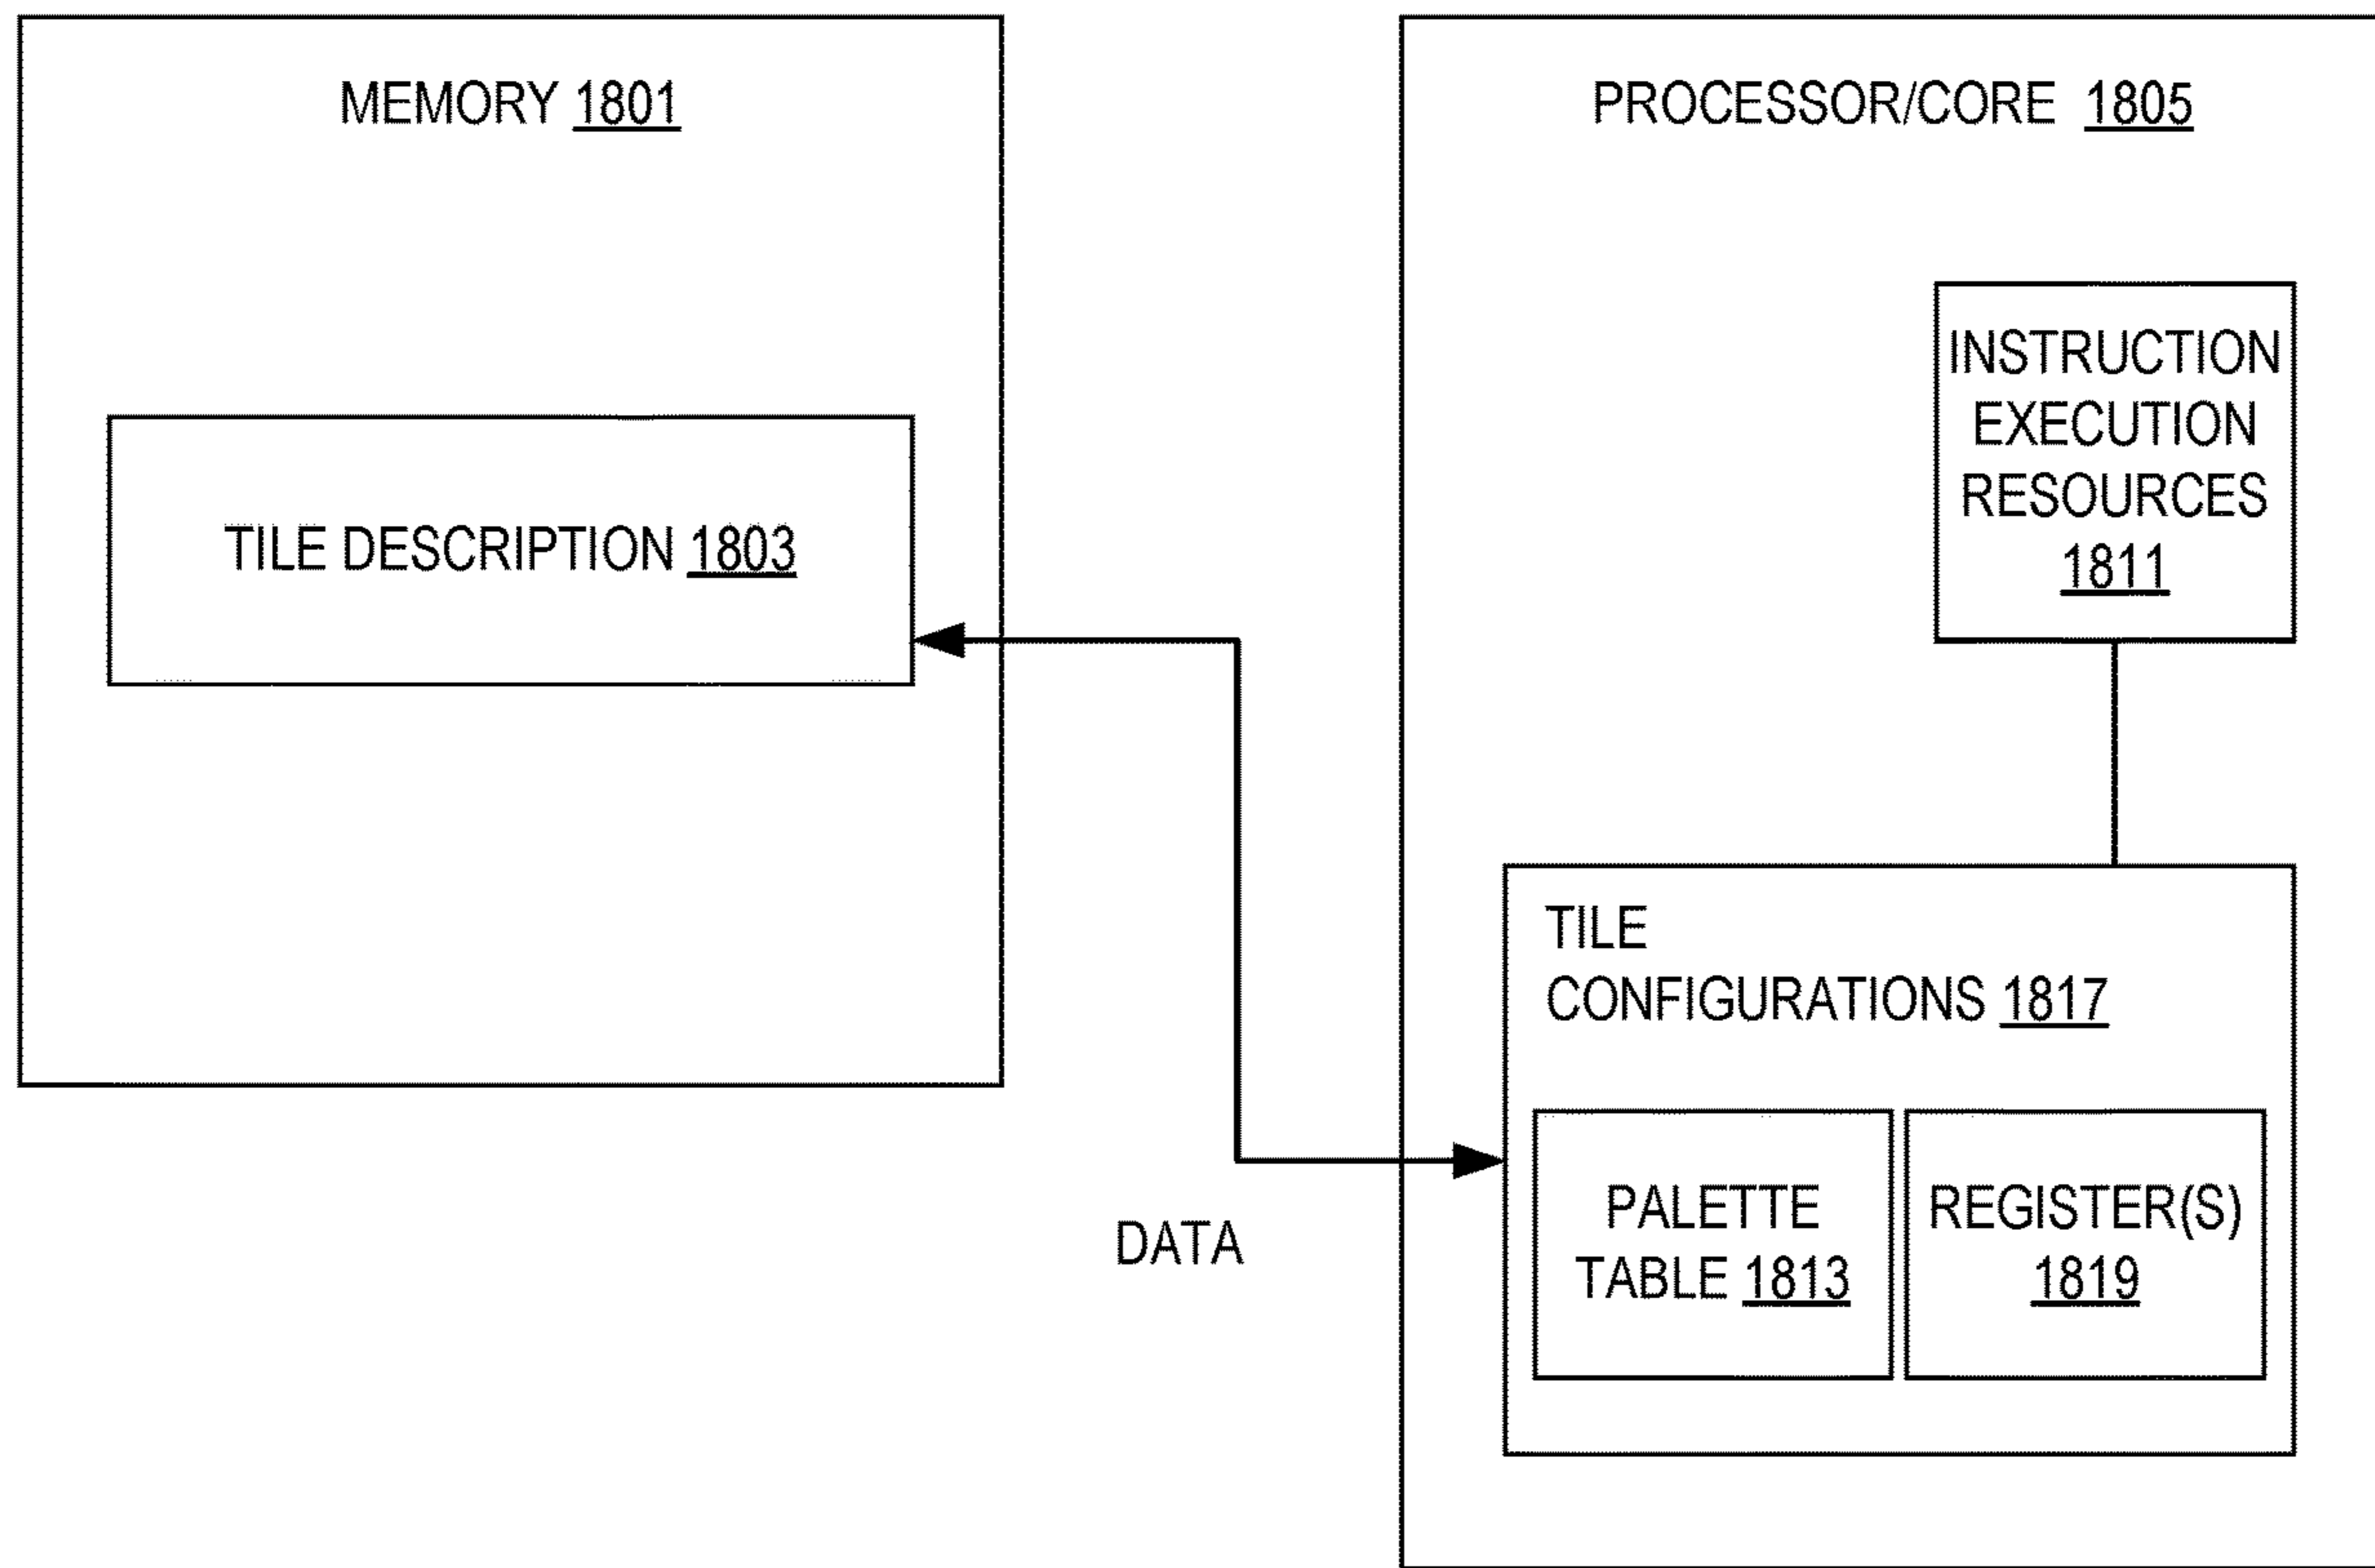 MEMORY 1801
TILE DESCRIPTION 1803
DATA
PROCESSOR/CORE 1805
INSTRUCTION
EXECUTION
RESOURCES
1811
TILE
CONFIGURATIONS 1817
PALETTE
TABLE 1813
REGISTER(S)
1819